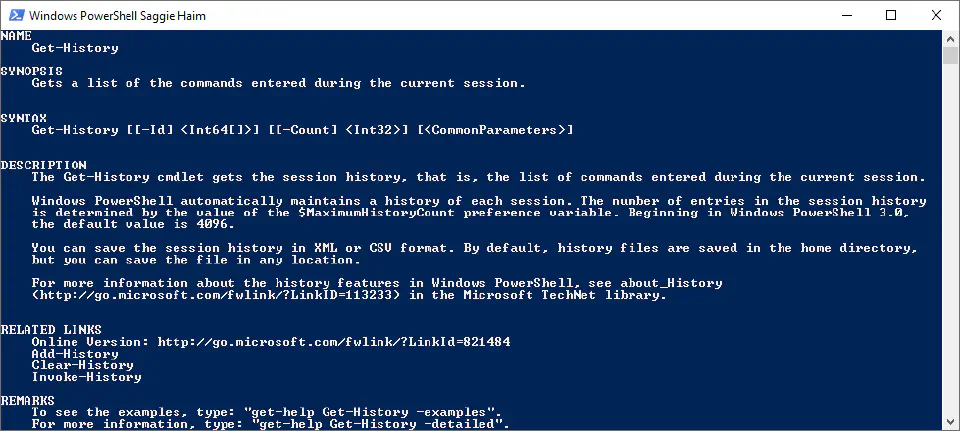 Windows PowerShell Saggie Haim
NAME
Get-History
SYNOPSIS
Gets a list of the commands entered during the current session.
SYNTAX
Get-History [[-Id] <Int64[]>] [[-Count] <Int32>] [<CommonParameters>]
DESCRIPTION
The Get-History cmdlet gets the session history, that is, the list of commands entered during the current session.
Windows PowerShell automatically maintains a history of each session. The number of entries in the session history
is determined by the value of the $MaximumHistoryCount preference variable. Beginning in Windows PowerShell 3.0,
the default value is 4096.
You can save the session history in XML or CSV format. By default, history files are saved in the home directory,
but you can save the file in any location.
For more information about the history features in Windows PowerShell, see about_History
(http://go.microsoft.com/fwlink/?LinkID=113233) in the Microsoft TechNet library.
RELATED LINKS
Online Version: http://go.microsoft.com/fwlink/?LinkId=821484
Add-History
Clear-History
Invoke-History
REMARKS
To see the examples, type: "get-help Get-History -examples".
For more information, type: "get-help Get-History -detailed".